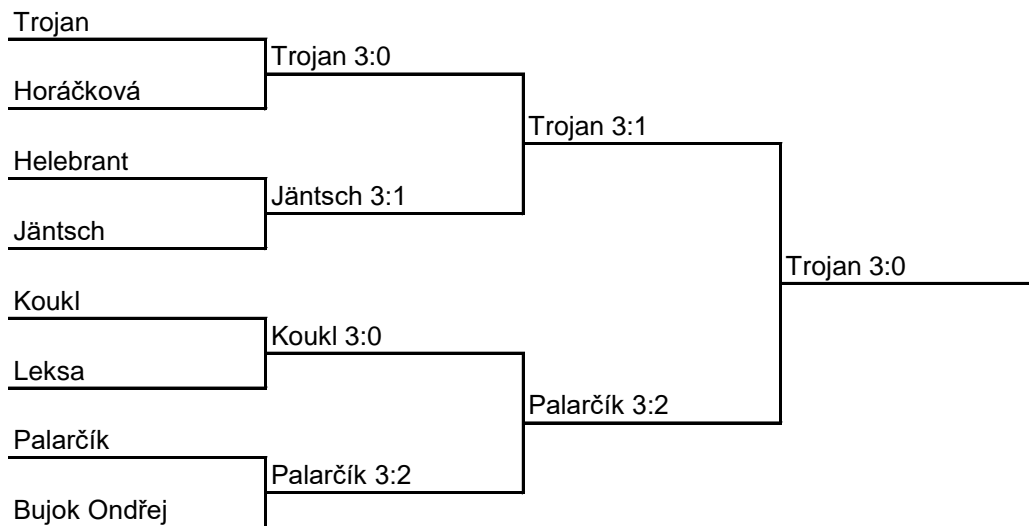 Trojan
Trojan 3:0
Horáčková
Trojan 3:1
Helebrant
Jäntsch 3:1
Jäntsch
Trojan 3:0
Koukl
Koukl 3:0
Leksa
Palarčík 3:2
Palarčík
Palarčík 3:2
Bujok Ondřej